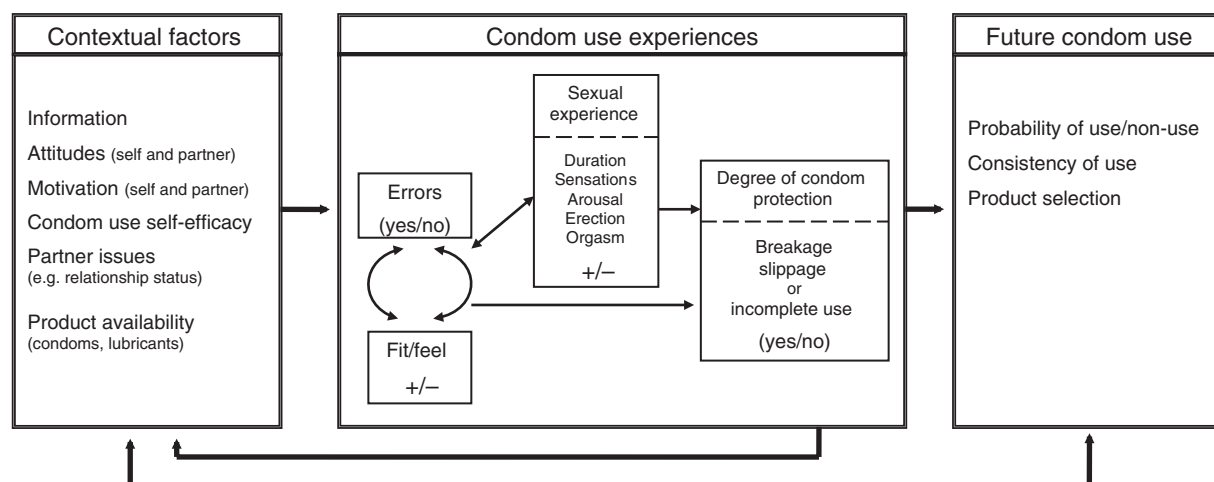 Contextual factors
Information
Attitudes (self and partner)
Motivation (self and partner)
Condom use self-efficacy
Partner issues
(e.g. relationship status)
Product availability
(condoms, lubricants)
Condom use experiences
Errors
(yes/no)
Fit/feel
+/–
Sexual
experience
Duration
Sensations
Arousal
Erection
Orgasm
+/–
Degree of condom
protection
Breakage
slippage
or
incomplete use
(yes/no)
Future condom use
Probability of use/non-use
Consistency of use
Product selection